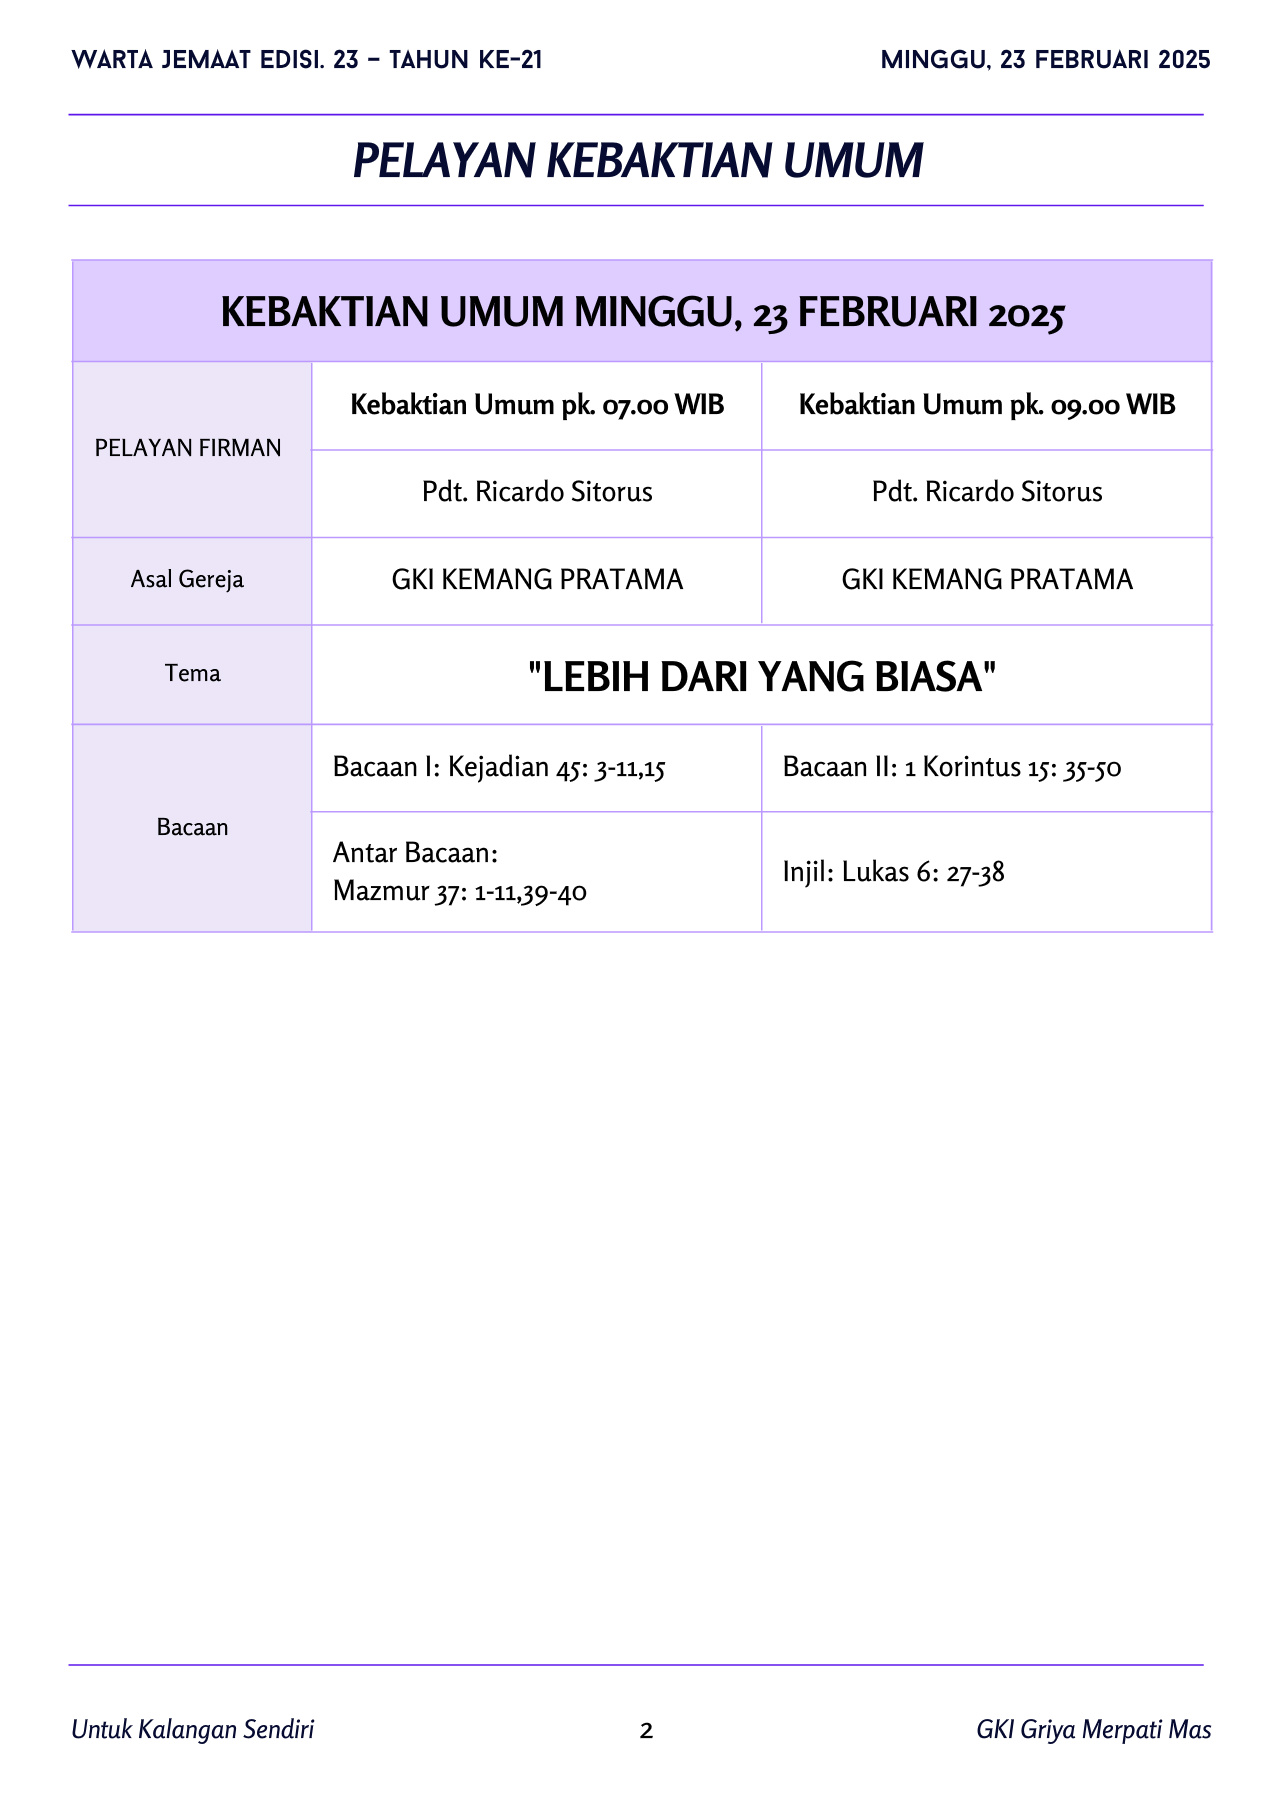 WARTA JEMAAT EDISI. 23 – TAHUN KE-21
MINGGU, 23 FEBRUARI 2025
PELAYAN KEBAKTIAN UMUM
KEBAKTIAN UMUM MINGGU, 23 FEBRUARI 2025
PELAYAN FIRMAN
Kebaktian Umum pk. 07.00 WIB
Kebaktian Umum pk. 09.00 WIB
Pdt. Ricardo Sitorus
Pdt. Ricardo Sitorus
Asal Gereja
GKI KEMANG PRATAMA
GKI KEMANG PRATAMA
Tema
"LEBIH DARI YANG BIASA"
Bacaan
Bacaan I: Kejadian 45: 3-11,15
Bacaan II: 1 Korintus 15: 35-50
Antar Bacaan:
Mazmur 37: 1-11,39-40
Injil: Lukas 6: 27-38
Untuk Kalangan Sendiri
2
GKI Griya Merpati Mas